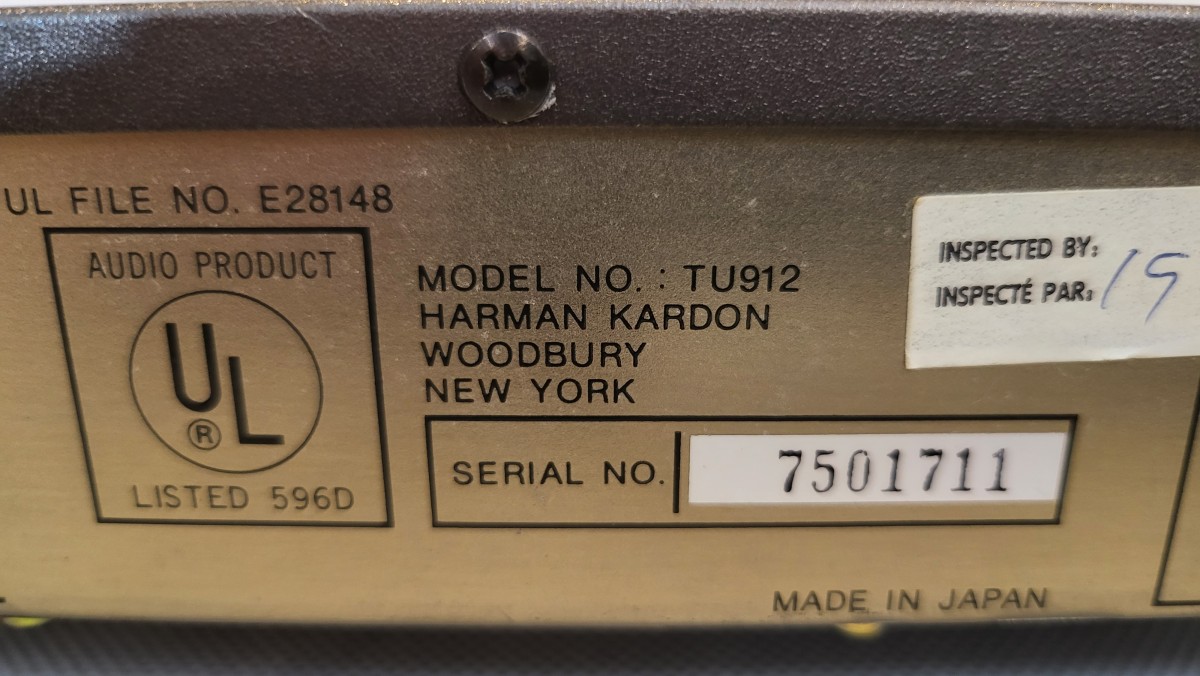 UL FILE NO. E28148
AUDIO PRODUCT
UL
®
LISTED 596D
MODEL NO. : TU912
HARMAN KARDON
WOODBURY
NEW YORK
SERIAL NO. 7501711
INSPECTED BY:
INSPECTÉ PAR: 19
MADE IN JAPAN